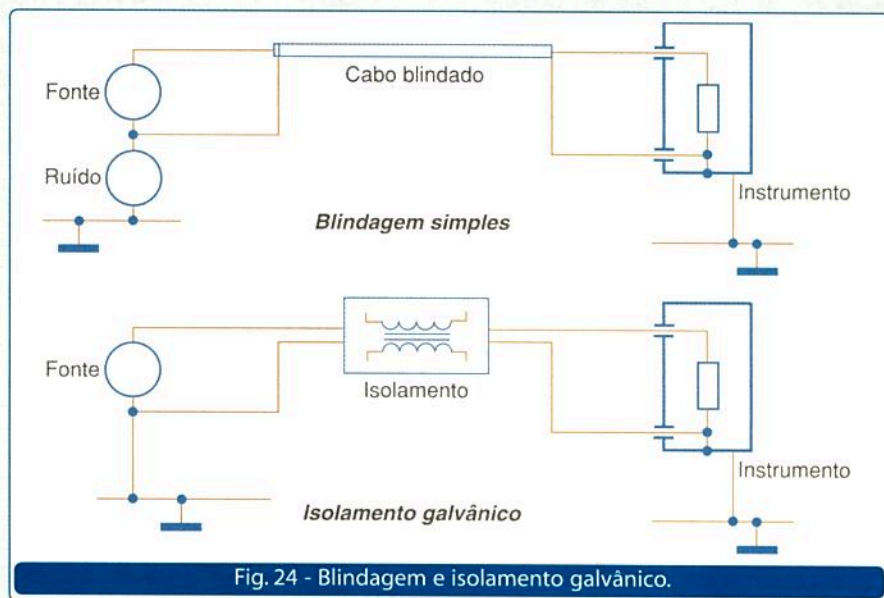 Fonte
Cabo blindado
Ruído
Instrumento
Blindagem simples
Fonte
Isolamento
Instrumento
Isolamento galvânico
Fig. 24 - Blindagem e isolamento galvânico.